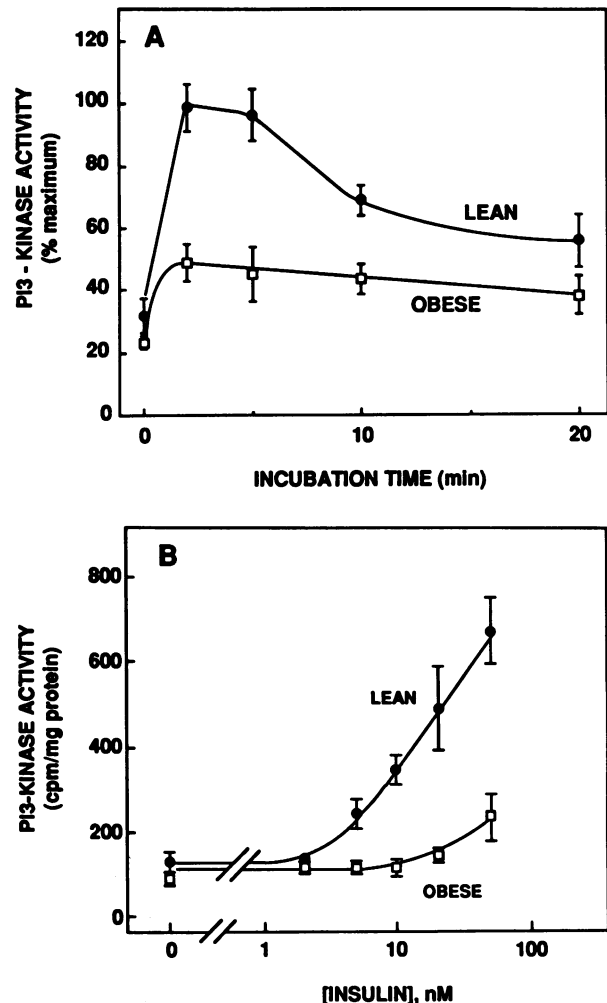 A
PI3 - KINASE ACTIVITY
(% maximum)
120
100
80
60
40
20
0
LEAN
OBESE
0
10
20
INCUBATION TIME (min)
B
PI3-KINASE ACTIVITY
(cpm/mg protein)
800
600
400
200
0
LEAN
OBESE
0
1
10
100
[INSULIN], nM